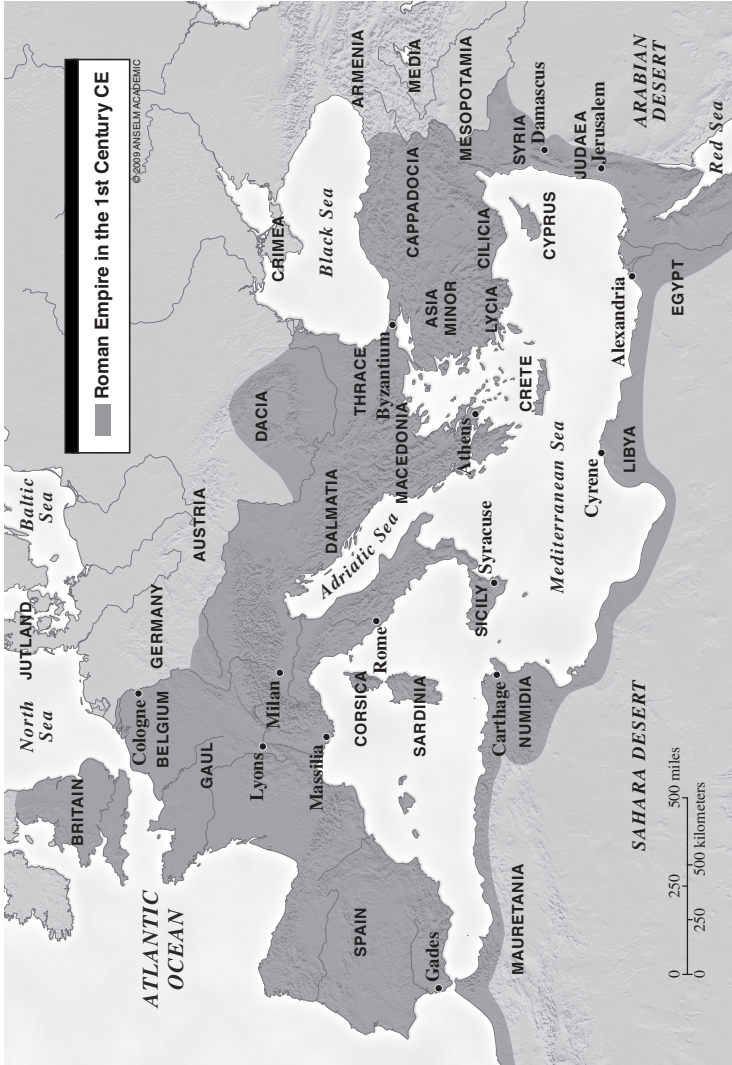 Roman Empire in the 1st Century CE
© 2009 ANSELM ACADEMIC
North
Sea
JUTLAND
Baltic
Sea
BRITAIN
Cologne
BELGIUM
GERMANY
AUSTRIA
ATLANTIC
OCEAN
GAUL
Lyons
Milan
DACIA
CRIMEA
Massilia
DALMATIA
THRACE
Black Sea
ARMENIA
MEDIA
SPAIN
CORSICA
Rome
Adriatic Sea
MACEDONIA
Byzantium
CAPPADOCIA
SARDINIA
ASIA
MINOR
MESOPOTAMIA
Gades
Athens
LYCIA
CILICIA
SICILY
Syracuse
Carthage
NUMIDIA
CRETE
CYPRUS
SYRIA
Damascus
MAURETANIA
Mediterranean Sea
JUDAEA
Jerusalem
ARABIAN
DESERT
Cyrene
LIBYA
Alexandria
EGYPT
Red Sea
SAHARA DESERT
0 250 500 miles
0 250 500 kilometers